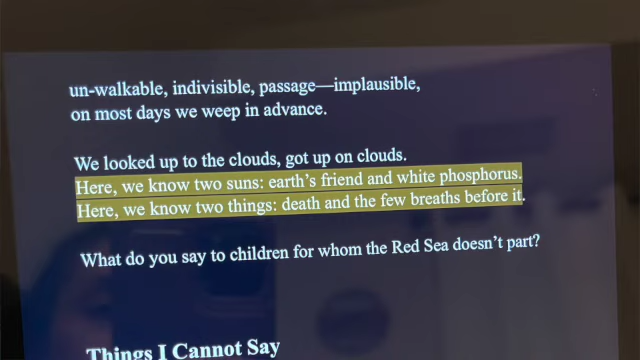 un-walkable, indivisible, passage—implausible,
on most days we weep in advance.
We looked up to the clouds, got up on clouds.
Here, we know two suns: earth's friend and white phosphorus.
Here, we know two things: death and the few breaths before it.
What do you say to children for whom the Red Sea doesn't part?
Things I Cannot Say